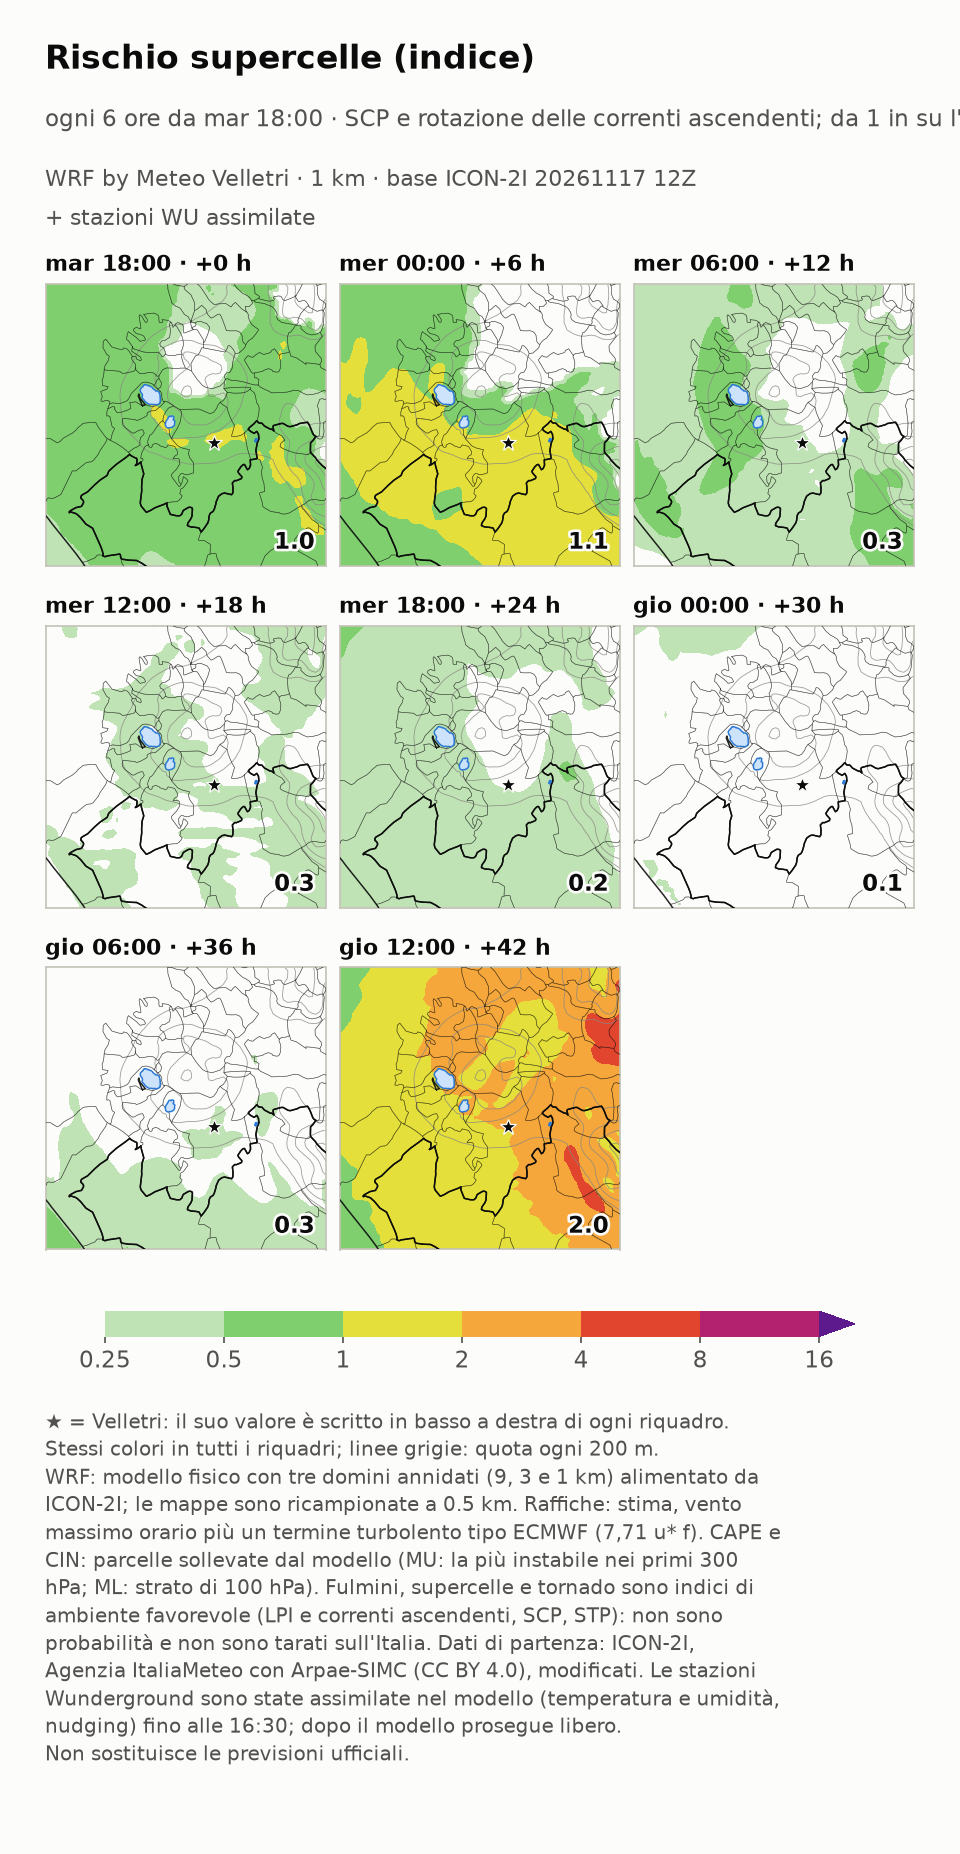 Rischio supercelle (indice)
ogni 6 ore da mar 18:00 · SCP e rotazione delle correnti ascendenti; da 1 in su l'
WRF by Meteo Velletri · 1 km · base ICON-2I 20261117 12Z
+ stazioni WU assimilate
mar 18:00 · +0 h
mer 00:00 · +6 h
mer 06:00 · +12 h
1.0
1.1
0.3
mer 12:00 · +18 h
mer 18:00 · +24 h
gio 00:00 · +30 h
0.3
0.2
0.1
gio 06:00 · +36 h
gio 12:00 · +42 h
0.3
2.0
0.25 0.5 1 2 4 8 16
★ = Velletri: il suo valore è scritto in basso a destra di ogni riquadro.
Stessi colori in tutti i riquadri; linee grigie: quota ogni 200 m.
WRF: modello fisico con tre domini annidati (9, 3 e 1 km) alimentato da
ICON-2I; le mappe sono ricampionate a 0.5 km. Raffiche: stima, vento
massimo orario più un termine turbolento tipo ECMWF (7,71 u* f). CAPE e
CIN: parcelle sollevate dal modello (MU: la più instabile nei primi 300
hPa; ML: strato di 100 hPa). Fulmini, supercelle e tornado sono indici di
ambiente favorevole (LPI e correnti ascendenti, SCP, STP): non sono
probabilità e non sono tarati sull'Italia. Dati di partenza: ICON-2I,
Agenzia ItaliaMeteo con Arpae-SIMC (CC BY 4.0), modificati. Le stazioni
Wunderground sono state assimilate nel modello (temperatura e umidità,
nudging) fino alle 16:30; dopo il modello prosegue libero.
Non sostituisce le previsioni ufficiali.